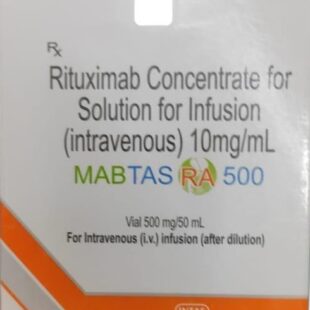 Rx
Rituximab Concentrate for
Solution for Infusion
(intravenous) 10mg/mL
MABTAS RA 500
Vial 500 mg/50 mL
For Intravenous (i.v.) infusion (after dilution)